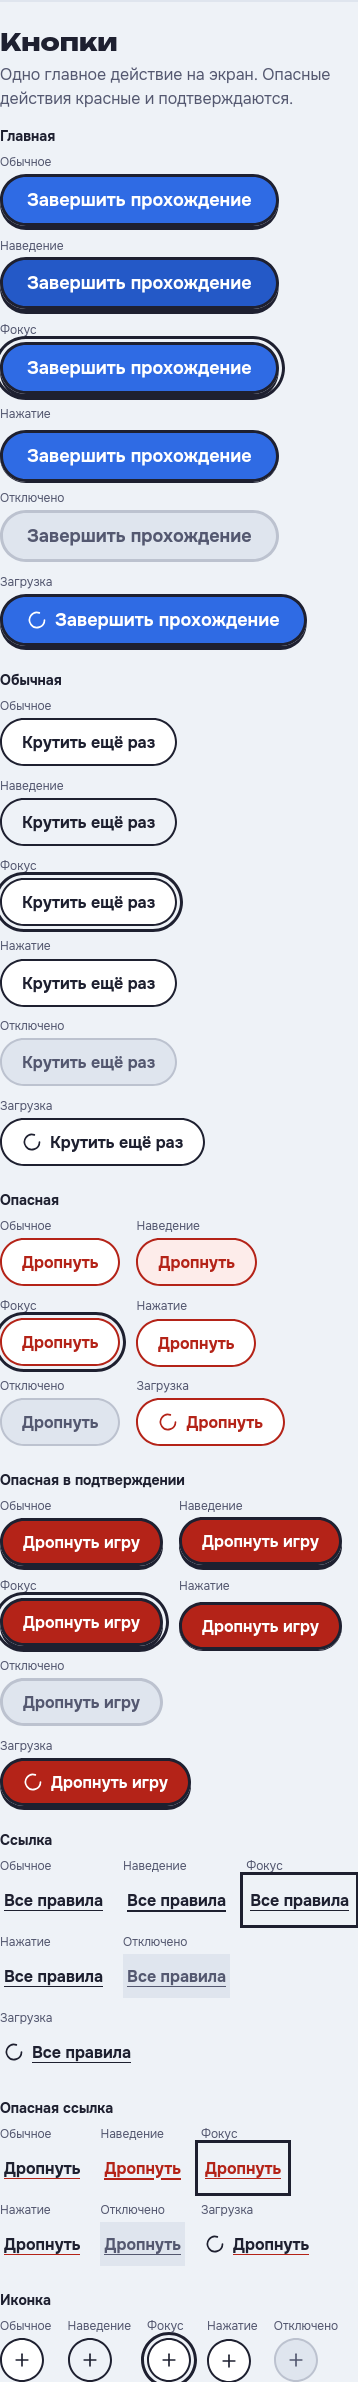 Кнопки
Одно главное действие на экран. Опасные
действия красные и подтверждаются.
Главная
Обычное
Завершить прохождение
Наведение
Завершить прохождение
Фокус
Завершить прохождение
Нажатие
Завершить прохождение
Отключено
Завершить прохождение
Загрузка
Завершить прохождение
Обычная
Обычное
Крутить ещё раз
Наведение
Крутить ещё раз
Фокус
Крутить ещё раз
Нажатие
Крутить ещё раз
Отключено
Крутить ещё раз
Загрузка
Крутить ещё раз
Опасная
Обычное Наведение
Дропнуть Дропнуть
Фокус Нажатие
Дропнуть Дропнуть
Отключено Загрузка
Дропнуть Дропнуть
Опасная в подтверждении
Обычное Наведение
Дропнуть игру Дропнуть игру
Фокус Нажатие
Дропнуть игру Дропнуть игру
Отключено
Дропнуть игру
Загрузка
Дропнуть игру
Ссылка
Обычное Наведение Фокус
Все правила Все правила Все правила
Нажатие Отключено
Все правила Все правила
Загрузка
Все правила
Опасная ссылка
Обычное Наведение Фокус
Дропнуть Дропнуть Дропнуть
Нажатие Отключено Загрузка
Дропнуть Дропнуть Дропнуть
Иконка
Обычное Наведение Фокус Нажатие Отключено